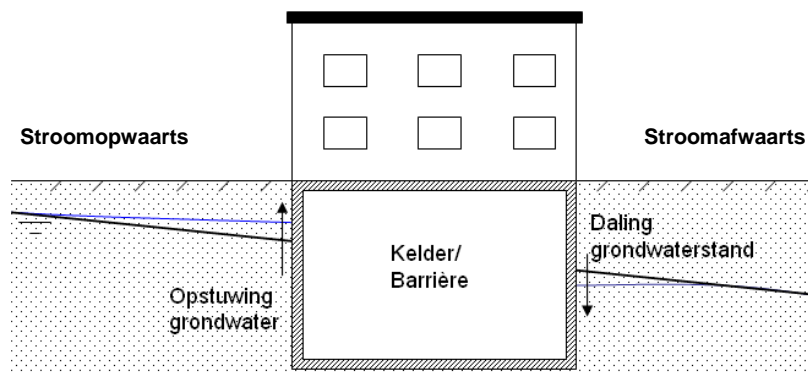 Stroomopwaarts
Stroomafwaarts
Daling
grondwaterstand
Kelder/
Barrière
Opstuwing
grondwater